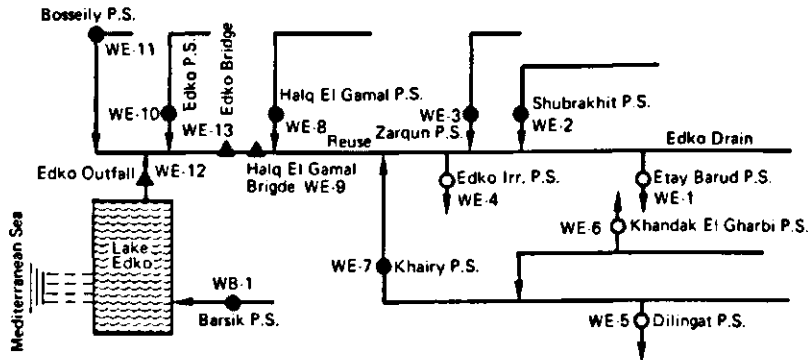 Bosseily P.S.
WE-11
Edko P.S.
WE-10
Edko Bridge
WE-13
Halq El Gamal P.S.
WE-8
WE-3
Zarqun P.S.
Shubrakhit P.S.
WE-2
Reuse
Edko Drain
Edko Outfall
WE-12
Halq El Gamal
Brigde WE-9
Edko Irr. P.S.
WE-4
Etay Barud P.S.
WE-1
WE-6
Khandak El Gharbi P.S.
Mediterranean Sea
Lake
Edko
WB-1
Barsik P.S.
WE-7
Khairy P.S.
WE-5
Dilingat P.S.